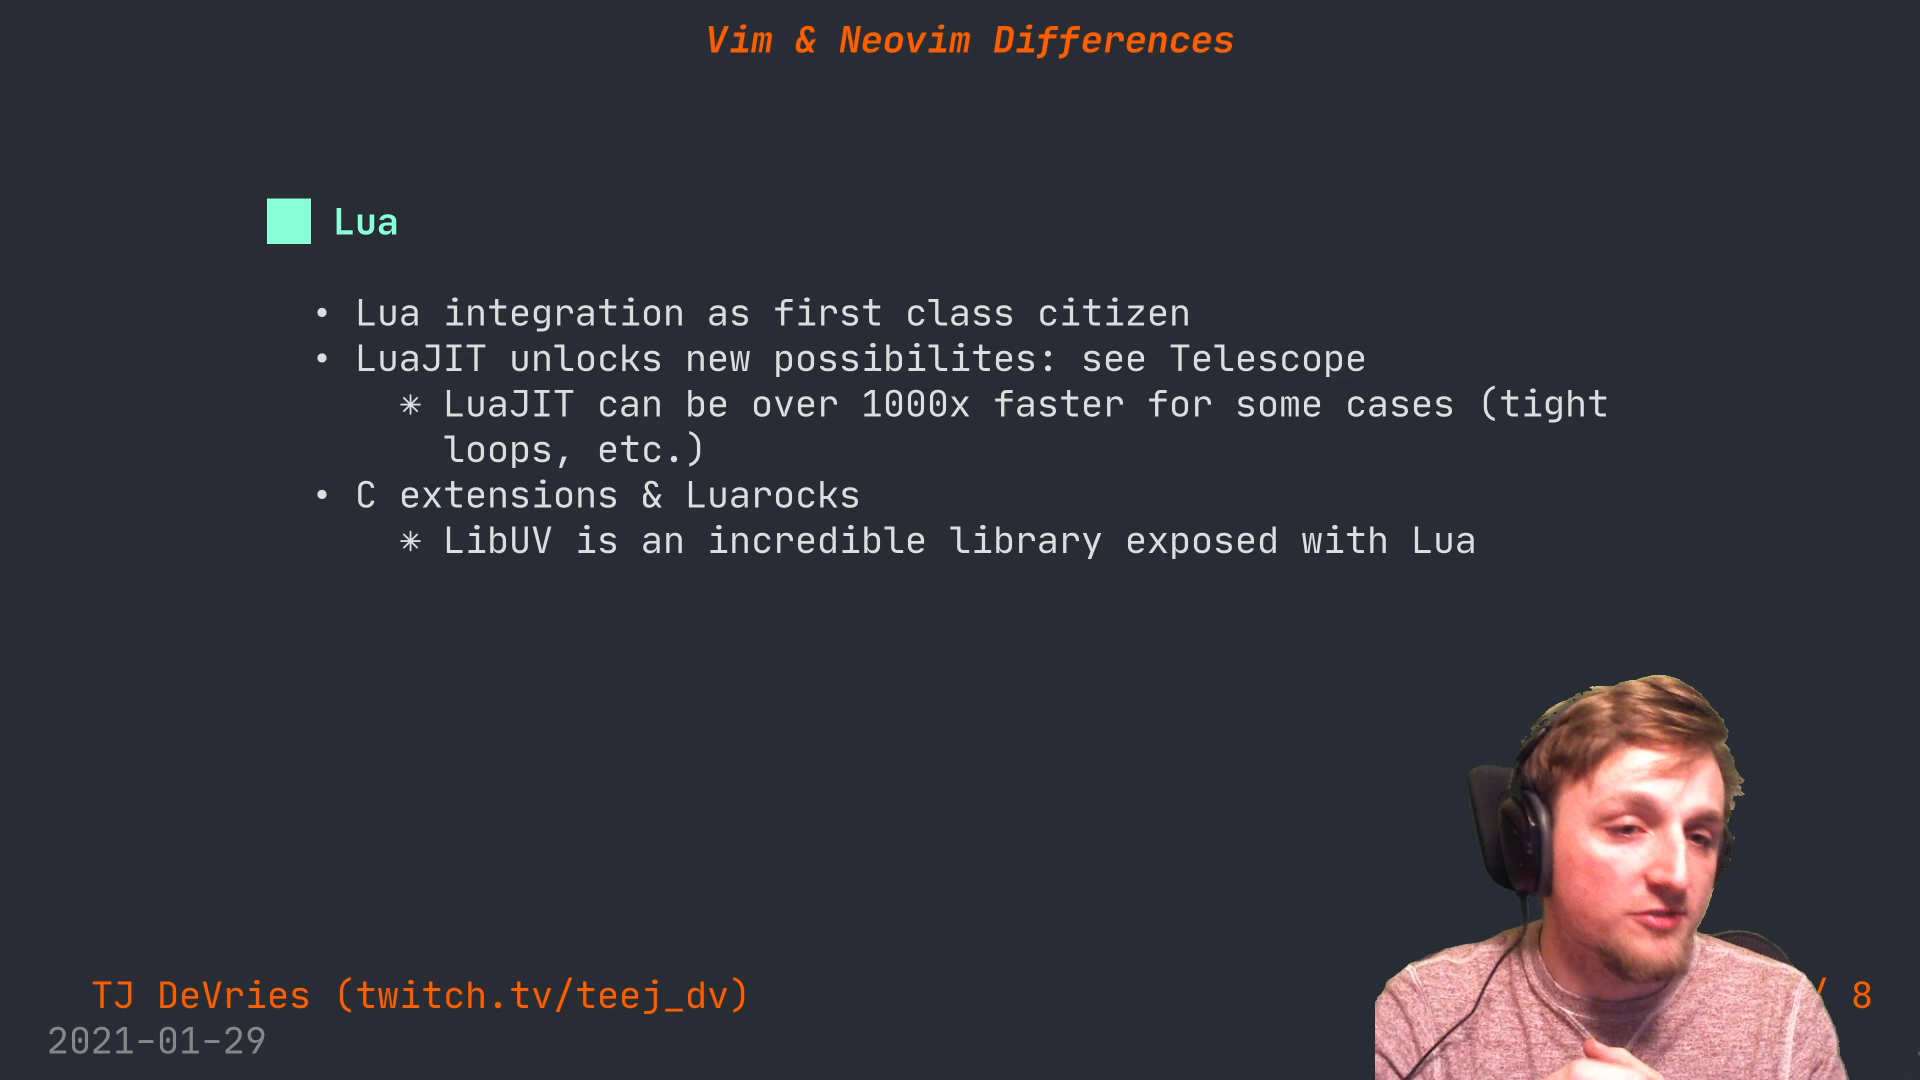 Vim & Neovim Differences
Lua
• Lua integration as first class citizen
• LuaJIT unlocks new possibilites: see Telescope
✳ LuaJIT can be over 1000x faster for some cases (tight
loops, etc.)
• C extensions & Luarocks
✳ LibUV is an incredible library exposed with Lua
TJ DeVries (twitch.tv/teej_dv)
/ 8
2021-01-29